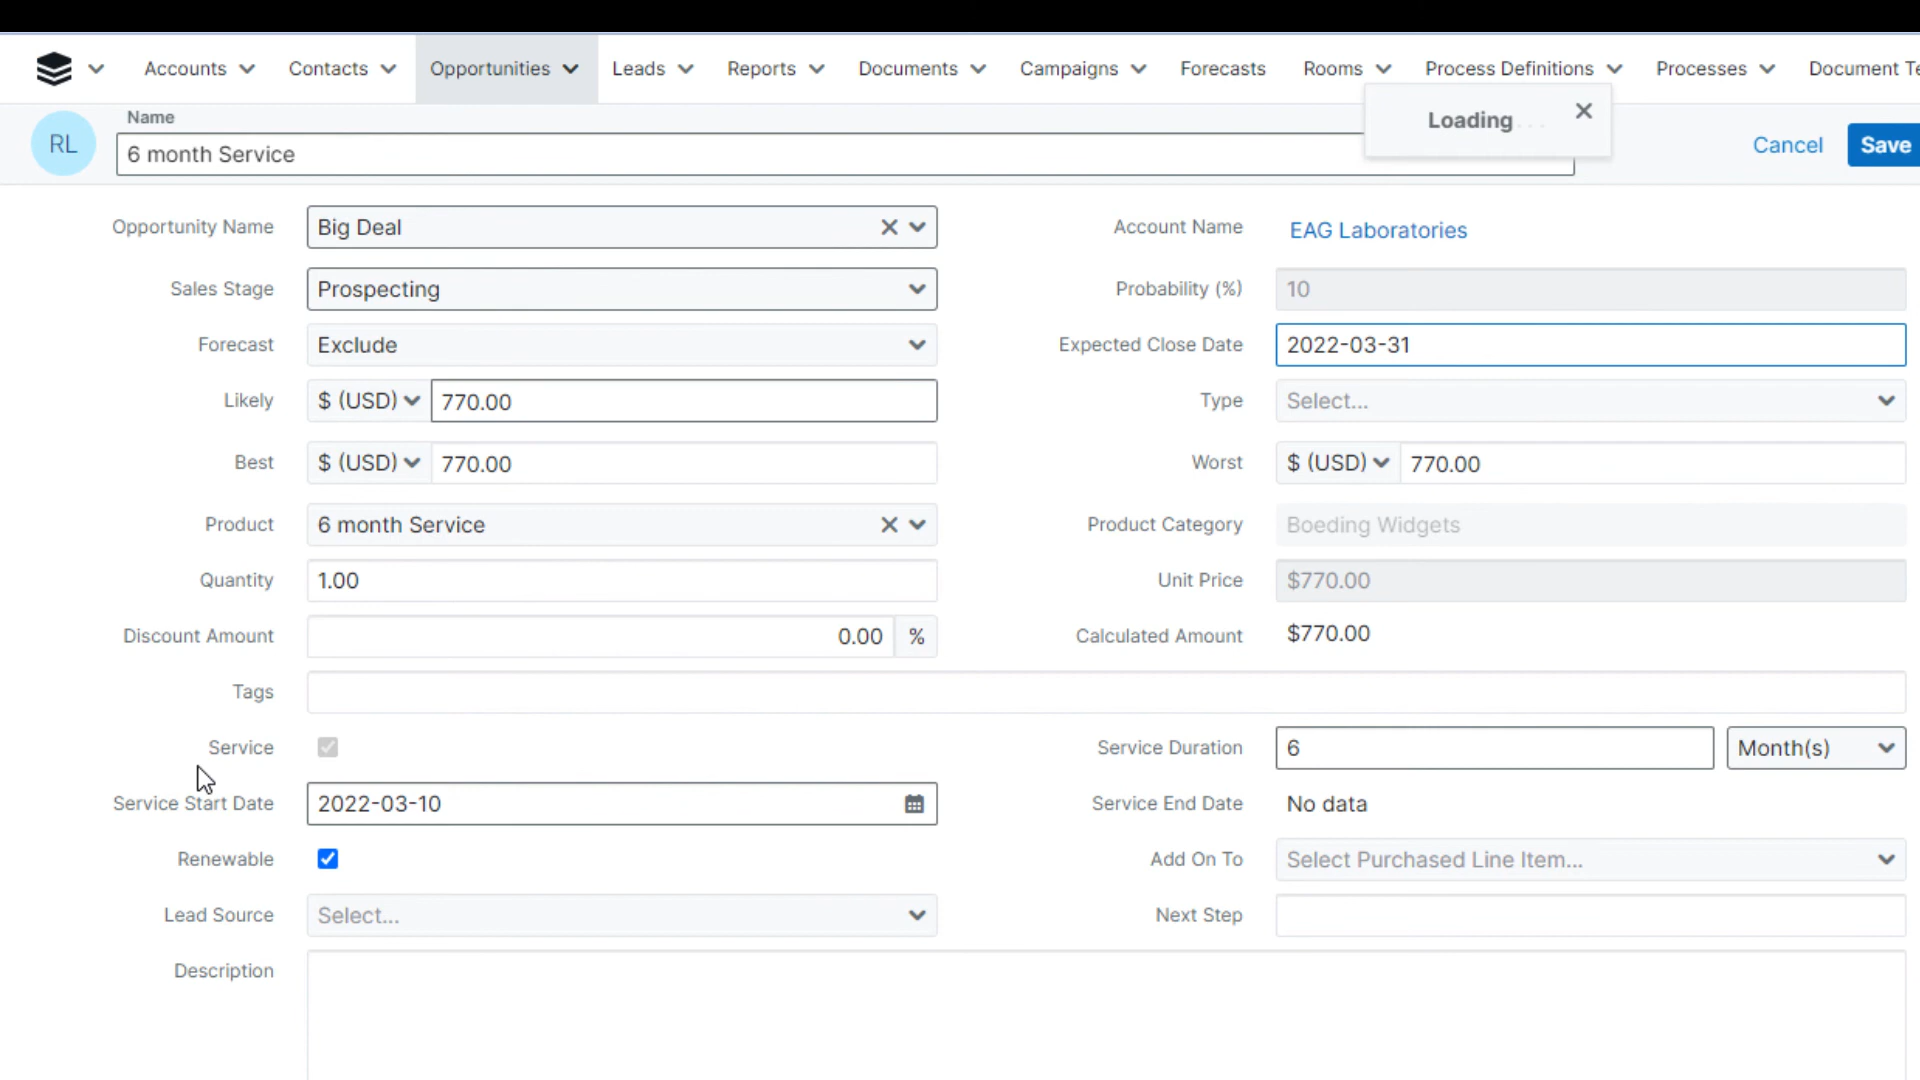 Accounts Contacts Opportunities Leads Reports Documents Campaigns Forecasts Rooms Process Definitions Processes Document Te
Loading . . .
RL
Name
6 month Service
Cancel
Save
Opportunity Name Big Deal Account Name EAG Laboratories
Sales Stage Prospecting Probability (%) 10
Forecast Exclude Expected Close Date 2022-03-31
Likely $ (USD) 770.00 Type Select...
Best $ (USD) 770.00 Worst $ (USD) 770.00
Product 6 month Service Product Category Boeding Widgets
Quantity 1.00 Unit Price $770.00
Discount Amount 0.00 % Calculated Amount $770.00
Tags
Service Service Duration 6 Month(s)
Service Start Date 2022-03-10 Service End Date No data
Renewable Add On To Select Purchased Line Item...
Lead Source Select... Next Step
Description